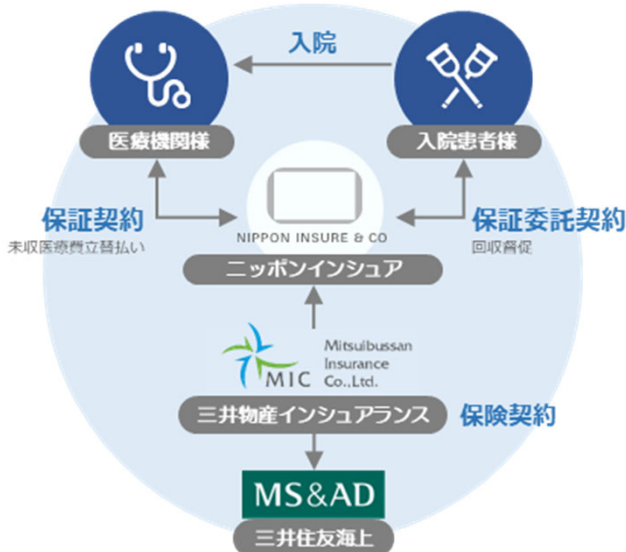 入院
医療機関様
入院患者様
保証契約
未収医療費立替払い
NIPPON INSURE & CO
保証委託契約
回収督促
ニッポンインシュア
MIC
Mitsuibussan
Insurance
Co.,Ltd.
三井物産インシュアランス
保険契約
MS&AD
三井住友海上